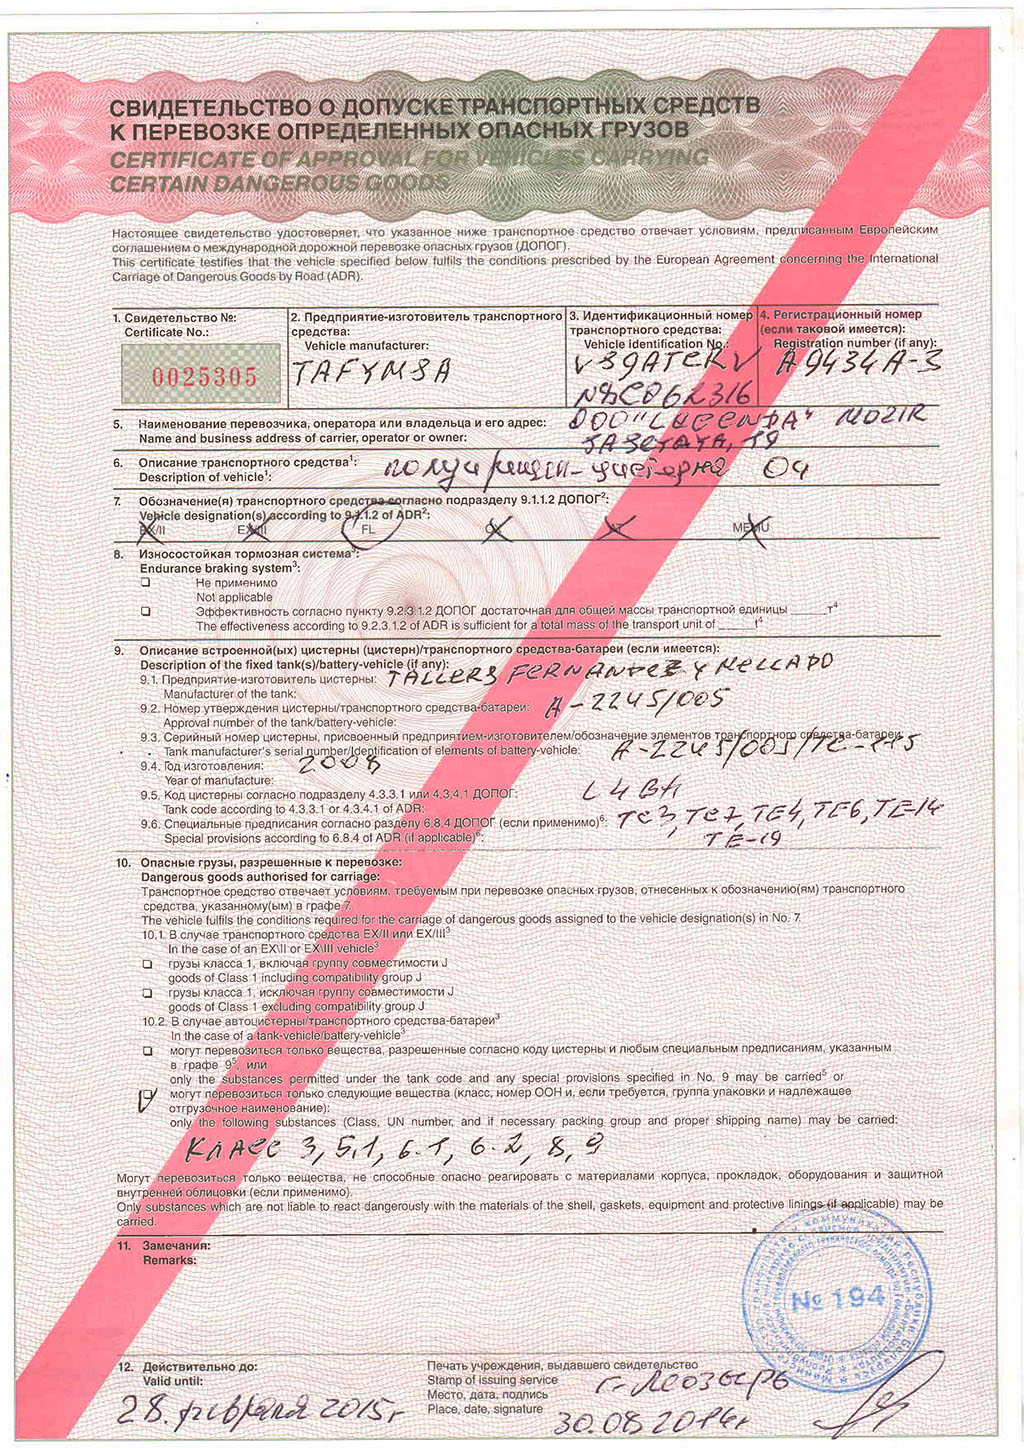 СВИДЕТЕЛЬСТВО О ДОПУСКЕ ТРАНСПОРТНЫХ СРЕДСТВ
К ПЕРЕВОЗКЕ ОПРЕДЕЛЕННЫХ ОПАСНЫХ ГРУЗОВ
CERTIFICATE OF APPROVAL FOR VEHICLES CARRYING
CERTAIN DANGEROUS GOODS
Настоящее свидетельство удостоверяет, что указанное ниже транспортное средство отвечает условиям, предписанным Европейским
соглашением о международной дорожной перевозке опасных грузов (ДОПОГ).
This certificate testifies that the vehicle specified below fulfils the conditions prescribed by the European Agreement concerning the International
Carriage of Dangerous Goods by Road (ADR).
1. Свидетельство №:
Certificate No.:
0025305
2. Предприятие-изготовитель транспортного
средства:
Vehicle manufacturer:
TAFYMSA
3. Идентификационный номер
транспортного средства:
Vehicle identification No.:
4. Регистрационный номер
(если таковой имеется):
Registration number (if any):
A 9434 A-3
5. Наименование перевозчика, оператора или владельца и его адрес:
Name and business address of carrier, operator or owner:
MOZIR
6. Описание транспортного средства¹:
Description of vehicle¹:
полуприцеп-цистерна O4
7. Обозначение(я) транспортного средства согласно подразделу 9.1.1.2 ДОПОГ²:
Vehicle designation(s) according to 9.1.1.2 of ADR²:
EX/II EX/III FL OX AT MEMU
8. Износостойкая тормозная система³:
Endurance braking system³:
Не применимо
Not applicable
Эффективность согласно пункту 9.2.3.1.2 ДОПОГ достаточная для общей массы транспортной единицы ______т⁴
The effectiveness according to 9.2.3.1.2 of ADR is sufficient for a total mass of the transport unit of ______t⁴
9. Описание встроенной(ых) цистерны (цистерн)/транспортного средства-батареи (если имеется):
Description of the fixed tank(s)/battery-vehicle (if any):
9.1. Предприятие-изготовитель цистерны: TALLERS FERNANDEZ Y MELLADO
Manufacturer of the tank:
9.2. Номер утверждения цистерны/транспортного средства-батареи: A-2245/005
Approval number of the tank/battery-vehicle:
9.3. Серийный номер цистерны, присвоенный предприятием-изготовителем/обозначение элементов транспортного средства-батареи:
Tank manufacturer's serial number/Identification of elements of battery-vehicle: A-2245/005/TC-115
9.4. Год изготовления: 2008
Year of manufacture:
9.5. Код цистерны согласно подразделу 4.3.3.1 или 4.3.4.1 ДОПОГ: L4BH
Tank code according to 4.3.3.1 or 4.3.4.1 of ADR:
9.6. Специальные предписания согласно разделу 6.8.4 ДОПОГ (если применимо)⁶: TC3, TC7, TE4, TE6, TE-14
Special provisions according to 6.8.4 of ADR (if applicable)⁶: TE-19
10. Опасные грузы, разрешенные к перевозке:
Dangerous goods authorised for carriage:
Транспортное средство отвечает условиям, требуемым при перевозке опасных грузов, отнесенных к обозначению(ям) транспортного
средства, указанному(ым) в графе 7.
The vehicle fulfils the conditions required for the carriage of dangerous goods assigned to the vehicle designation(s) in No. 7.
10.1. В случае транспортного средства EX/II или EX/III³
In the case of an EX\II or EX\III vehicle³
грузы класса 1, включая группу совместимости J
goods of Class 1 including compatibility group J
грузы класса 1, исключая группу совместимости J
goods of Class 1 excluding compatibility group J
10.2. В случае автоцистерны/транспортного средства-батареи³
In the case of a tank-vehicle/battery-vehicle³
могут перевозиться только вещества, разрешенные согласно коду цистерны и любым специальным предписаниям, указанным
в графе 9⁵, или
only the substances permitted under the tank code and any special provisions specified in No. 9 may be carried⁵ or
могут перевозиться только следующие вещества (класс, номер ООН и, если требуется, группа упаковки и надлежащее
отгрузочное наименование):
only the following substances (Class, UN number, and if necessary packing group and proper shipping name) may be carried:
Класс 3, 5.1, 6.1, 6.2, 8, 9
Могут перевозиться только вещества, не способные опасно реагировать с материалами корпуса, прокладок, оборудования и защитной
внутренней облицовки (если применимо).
Only substances which are not liable to react dangerously with the materials of the shell, gaskets, equipment and protective linings (if applicable) may be
carried.
11. Замечания:
Remarks:
№ 194
12. Действительно до:
Valid until:
28. февраля 2015г
Печать учреждения, выдавшего свидетельство
Stamp of issuing service
Место, дата, подпись
Place, date, signature
г. Мозырь
30.08.2014г